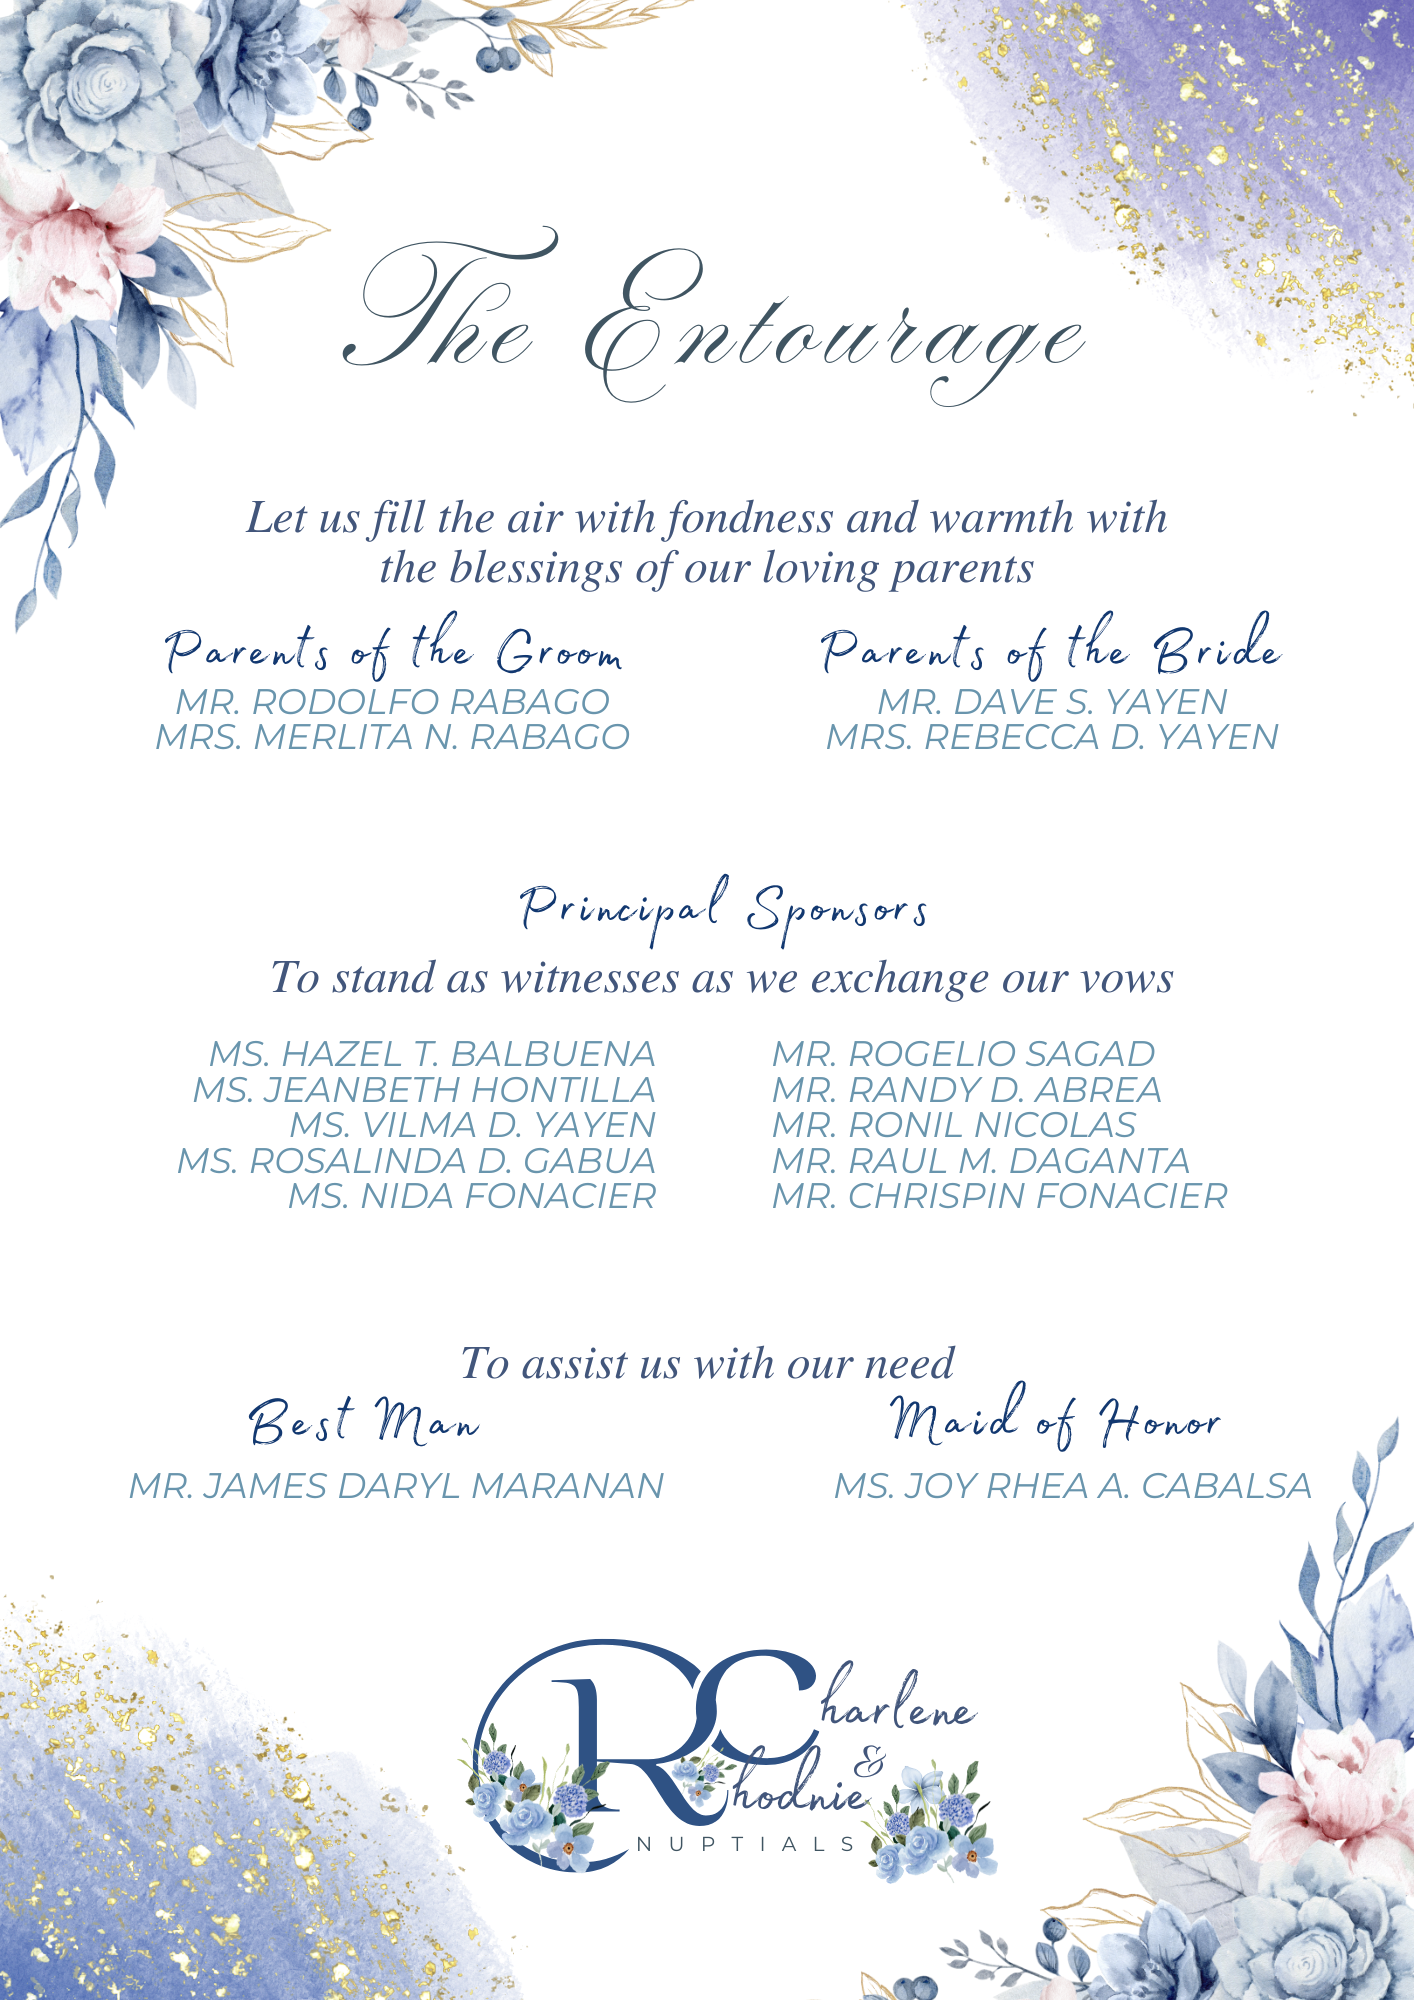 The Entourage
Let us fill the air with fondness and warmth with
the blessings of our loving parents
Parents of the Groom
MR. RODOLFO RABAGO
MRS. MERLITA N. RABAGO
Parents of the Bride
MR. DAVE S. YAYEN
MRS. REBECCA D. YAYEN
Principal Sponsors
To stand as witnesses as we exchange our vows
MS. HAZEL T. BALBUENA
MS. JEANBETH HONTILLA
MS. VILMA D. YAYEN
MS. ROSALINDA D. GABUA
MS. NIDA FONACIER
MR. ROGELIO SAGAD
MR. RANDY D. ABREA
MR. RONIL NICOLAS
MR. RAUL M. DAGANTA
MR. CHRISPIN FONACIER
To assist us with our need
Best Man
MR. JAMES DARYL MARANAN
Maid of Honor
MS. JOY RHEA A. CABALSA
Charlene
&
Rhodnie
NUPTIALS